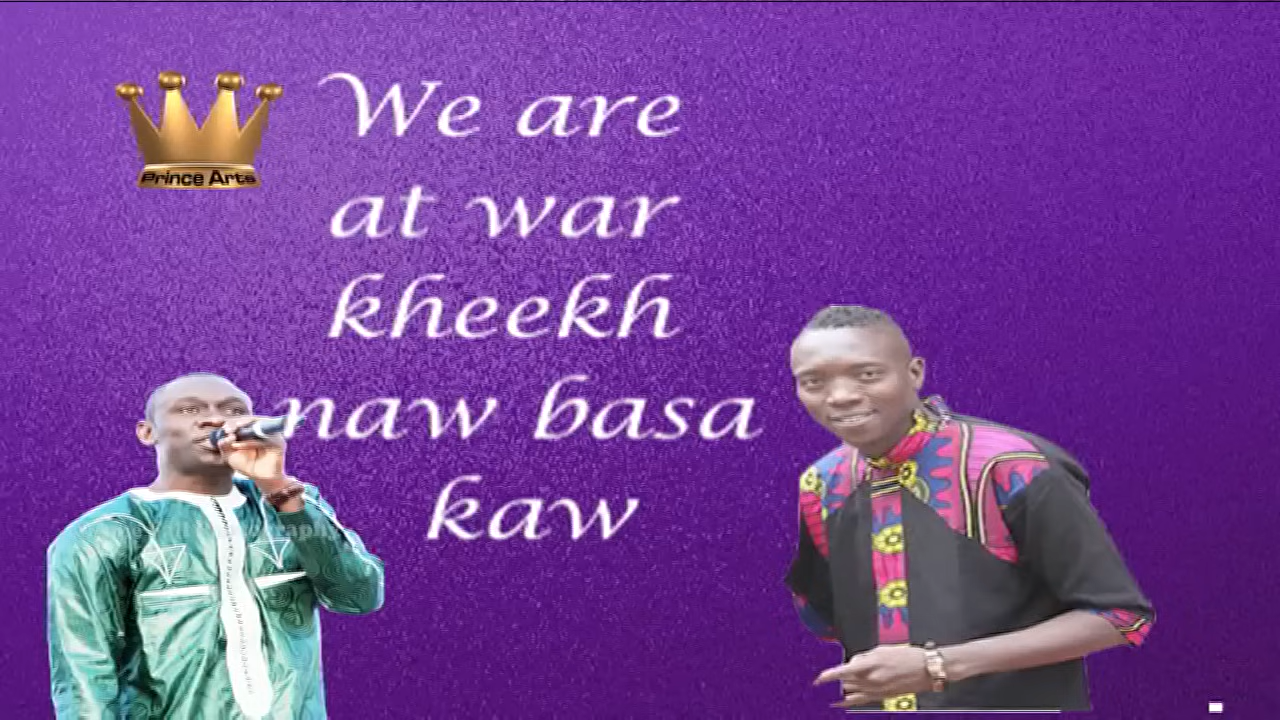 Prince Arts
We are
at war
kheekh
naw basa
kaw